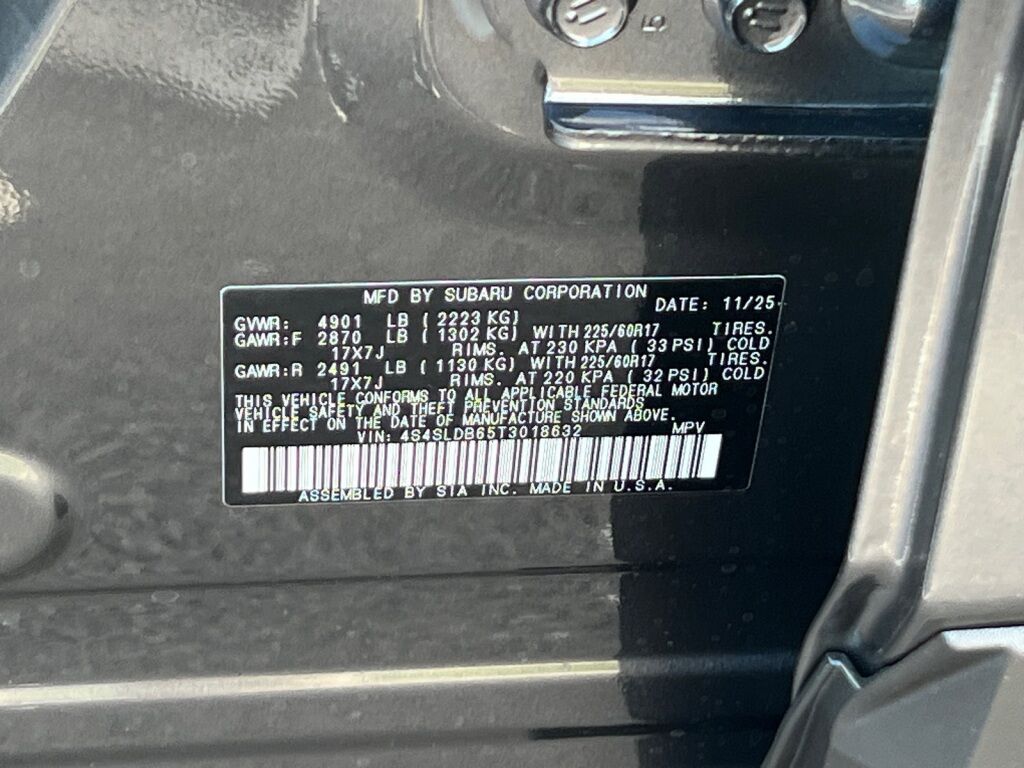 MFD BY SUBARU CORPORATION DATE: 11/25
GVWR: 4901 LB ( 2223 KG)
GAWR:F 2870 LB ( 1302 KG) WITH 225/60R17 TIRES.
17X7J RIMS. AT 230 KPA ( 33 PSI) COLD
GAWR:R 2491 LB ( 1130 KG) WITH 225/60R17 TIRES.
17X7J RIMS. AT 220 KPA ( 32 PSI) COLD
THIS VEHICLE CONFORMS TO ALL APPLICABLE FEDERAL MOTOR
VEHICLE SAFETY AND THEFT PREVENTION STANDARDS
IN EFFECT ON THE DATE OF MANUFACTURE SHOWN ABOVE.
VIN: 4S4SLDB65T3018632 MPV
ASSEMBLED BY SIA INC. MADE IN U.S.A.